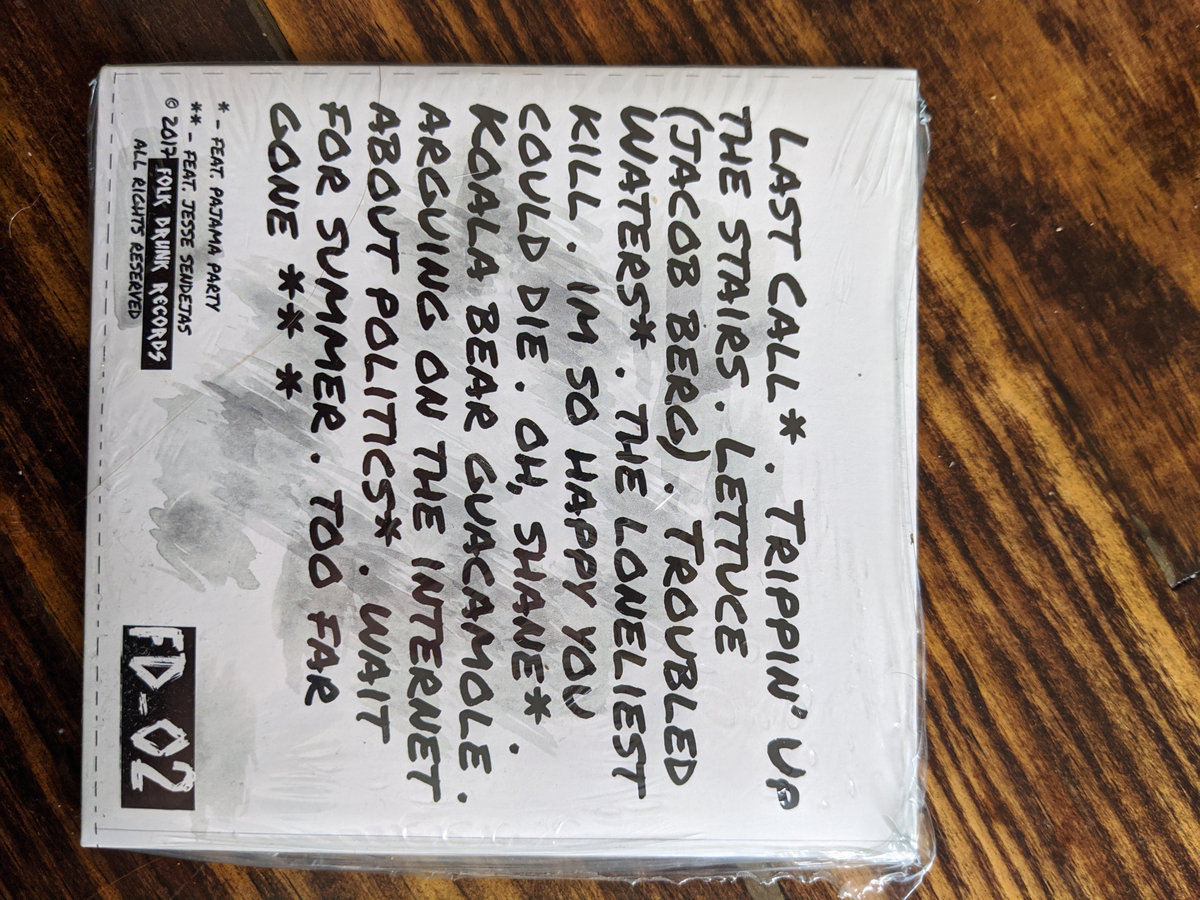 LAST CALL* . TRIPPIN' UP
THE STAIRS . LETTUCE
(JACOB BERG) . TROUBLED
WATERS* . THE LONELIEST
KILL . IM SO HAPPY YOU
COULD DIE . OH, SHANE* .
KOALA BEAR GUACAMOLE .
ARGUING ON THE INTERNET
ABOUT POLITICS* . WAIT
FOR SUMMER . TOO FAR
GONE ** *
* - FEAT. PAJAMA PARTY
** - FEAT. JESSE SENDEJAS
© 2017 FOLK DRUNK RECORDS
ALL RIGHTS RESERVED
FD-02